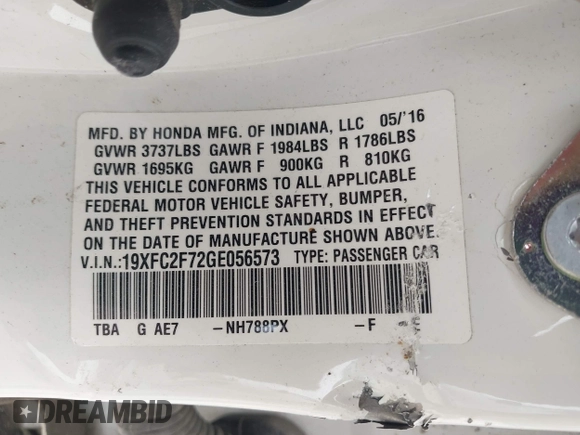 MFD. BY HONDA MFG. OF INDIANA, LLC 05/'16
GVWR 3737LBS GAWR F 1984LBS R 1786LBS
GVWR 1695KG GAWR F 900KG R 810KG
THIS VEHICLE CONFORMS TO ALL APPLICABLE
FEDERAL MOTOR VEHICLE SAFETY, BUMPER,
AND THEFT PREVENTION STANDARDS IN EFFECT
ON THE DATE OF MANUFACTURE SHOWN ABOVE.
V.I.N.:19XFC2F72GE056573 TYPE: PASSENGER CAR
TBA G AE7 -NH788PX -F
DREAMBID